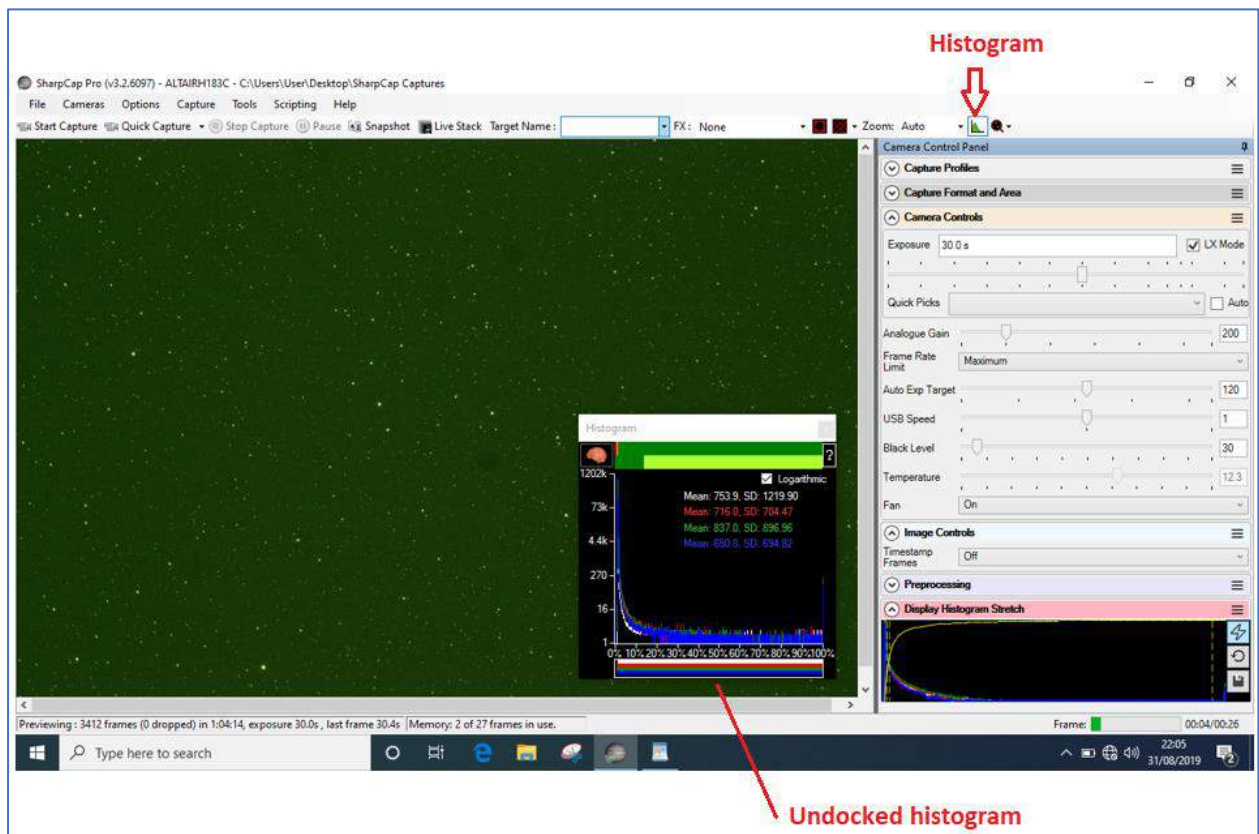 Histogram
SharpCap Pro (v3.2.6097) - ALTAIRH183C - C:\Users\User\Desktop\SharpCap Captures
File Cameras Options Capture Tools Scripting Help
Start Capture Quick Capture Stop Capture Pause Snapshot Live Stack Target Name : FX : None Zoom: Auto
Camera Control Panel
Capture Profiles
Capture Format and Area
Camera Controls
Exposure 30.0 s LX Mode
Quick Picks Auto
Analogue Gain 200
Frame Rate
Limit
Maximum
Auto Exp Target 120
USB Speed 1
Black Level 30
Temperature 12.3
Fan On
Image Controls
Timestamp
Frames
Off
Preprocessing
Display Histogram Stretch
Histogram
?
Logarithmic
Mean: 753.9, SD: 1219.90
Mean: 716.0, SD: 704.47
Mean: 837.0, SD: 896.96
Mean: 650.8, SD: 694.82
1202k
73k
4.4k
270
16
1
0% 10% 20% 30% 40% 50% 60% 70% 80% 90% 100%
Previewing : 3412 frames (0 dropped) in 1:04:14, exposure 30.0s , last frame 30.4s Memory: 2 of 27 frames in use. Frame: 00:04/00:26
Type here to search
22:05
31/08/2019
2
Undocked histogram